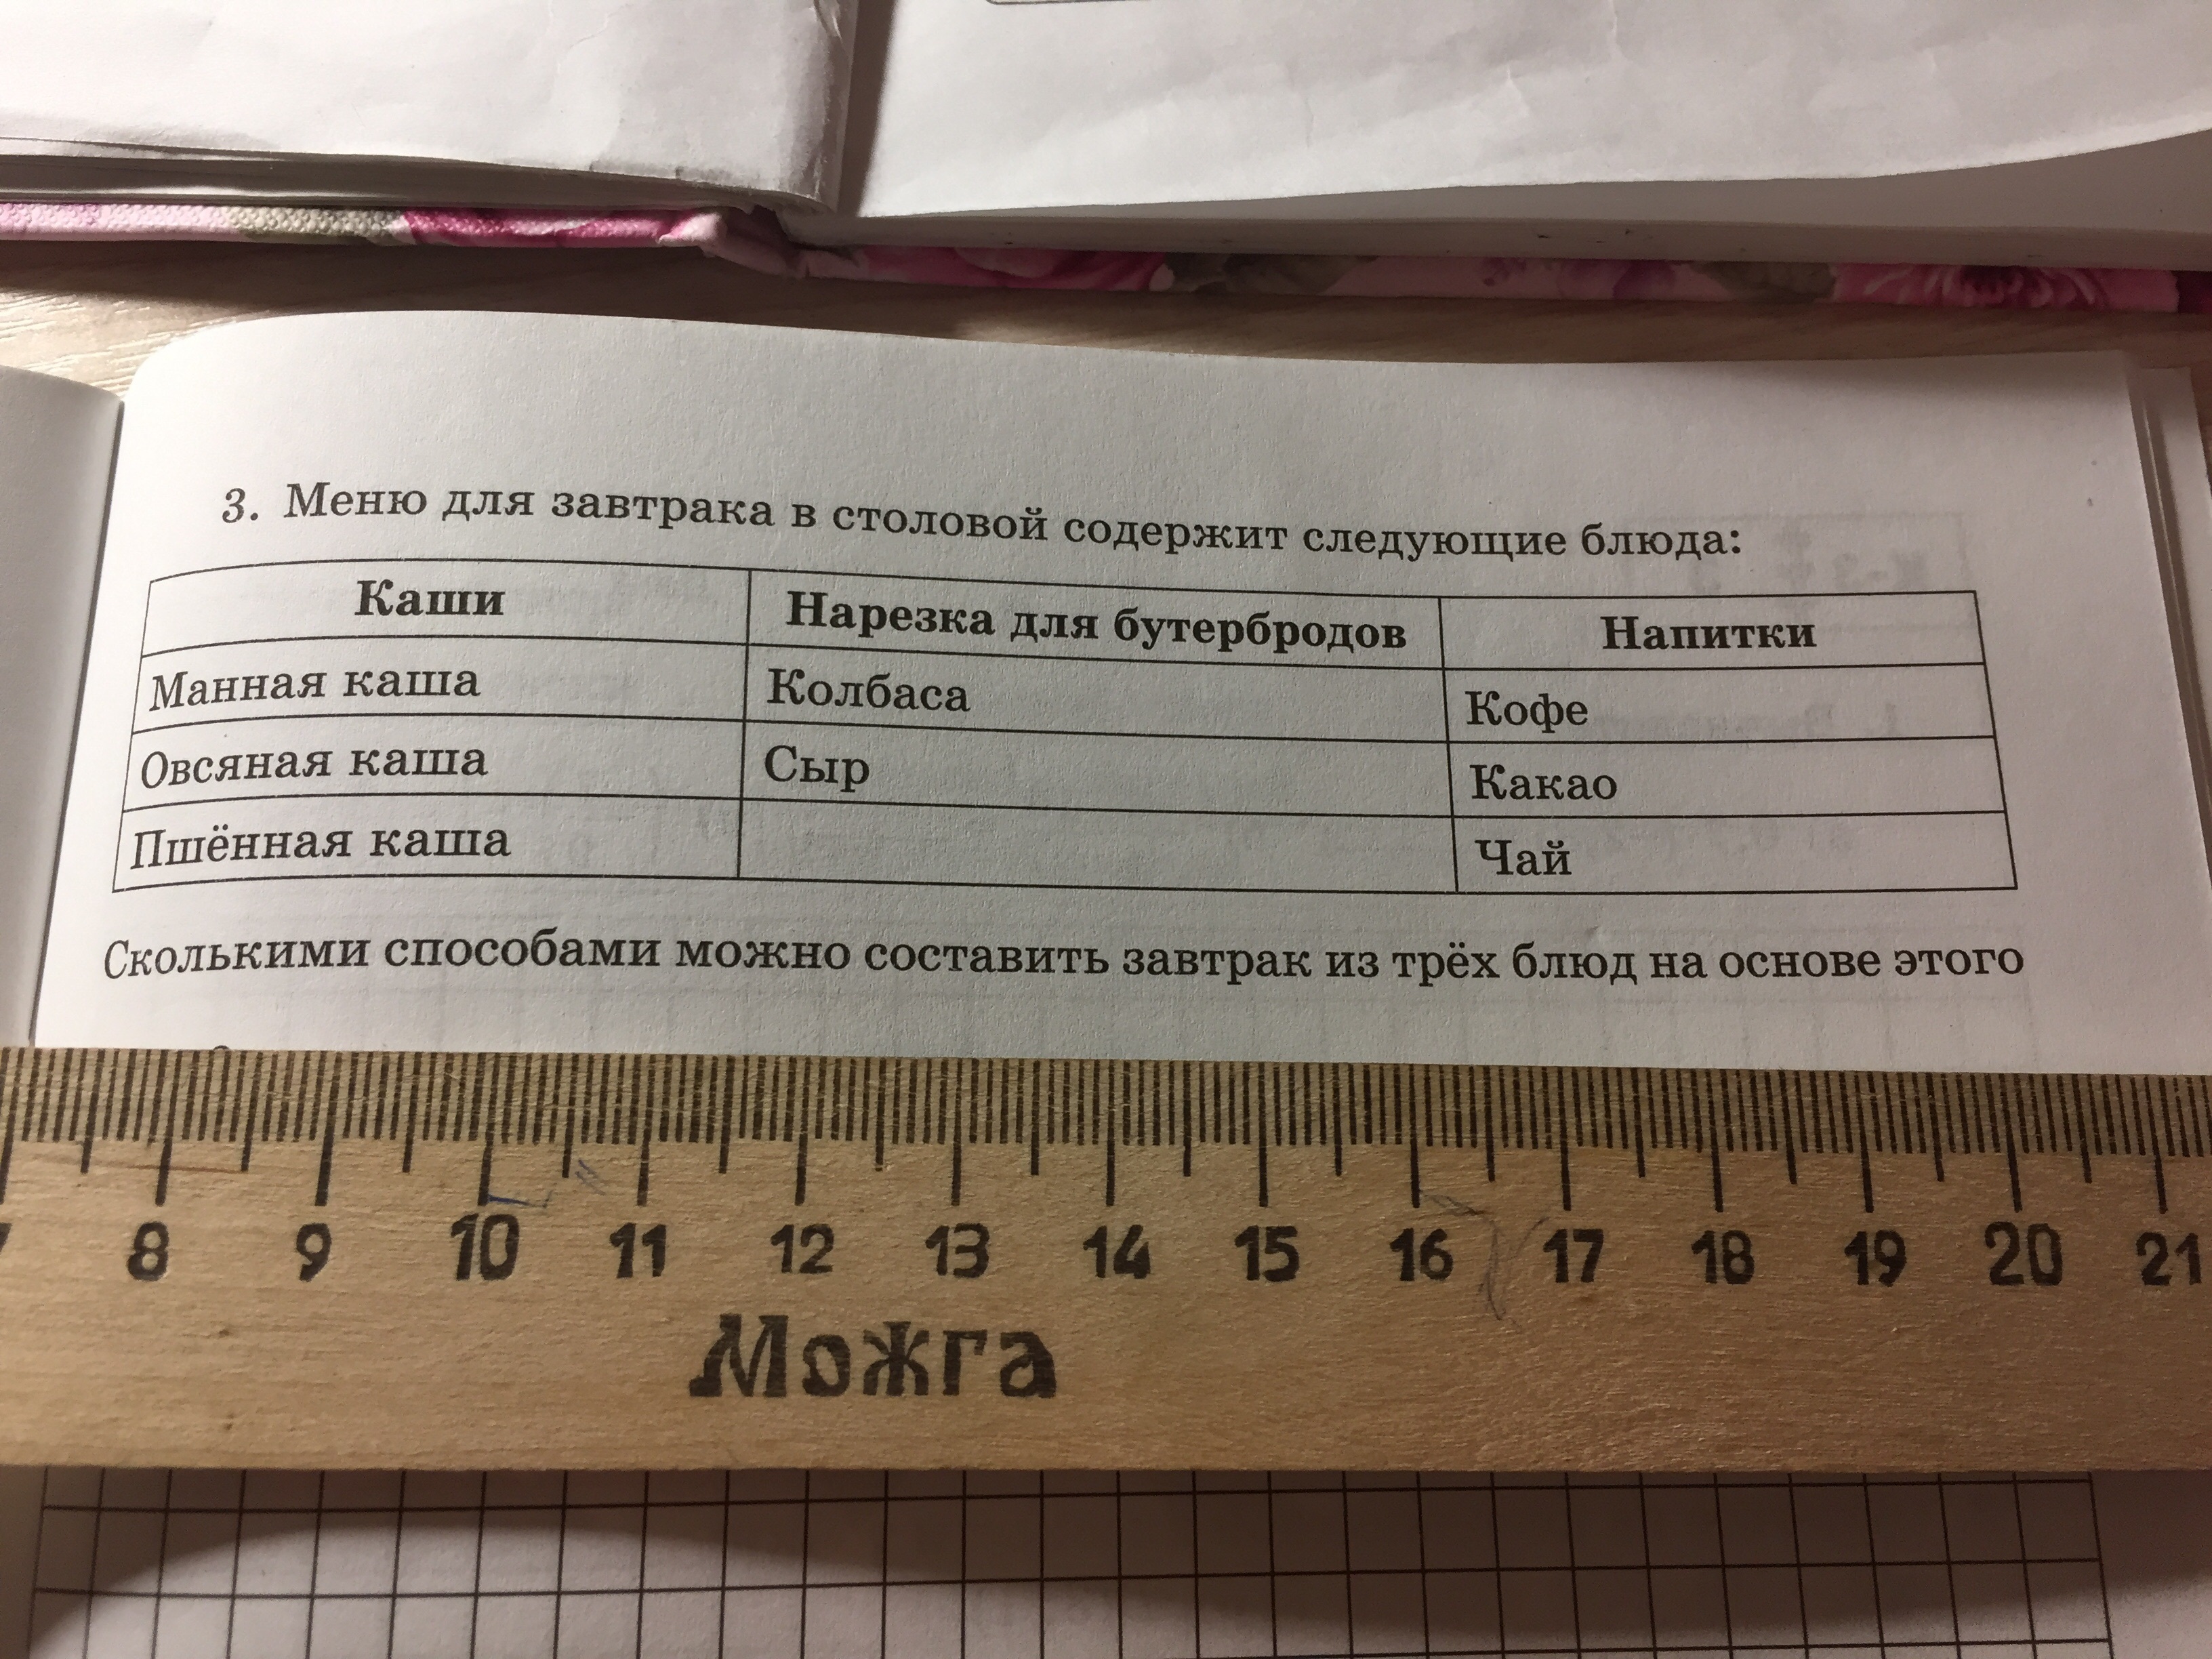 3. Меню для завтрака в столовой содержит следующие блюда:
Каши Нарезка для бутербродов Напитки
Манная каша Колбаса Кофе
Овсяная каша Сыр Какао
Пшённая каша Чай
Сколькими способами можно составить завтрак из трёх блюд на основе этого
8 9 10 11 12 13 14 15 16 17 18 19 20 21
Можга